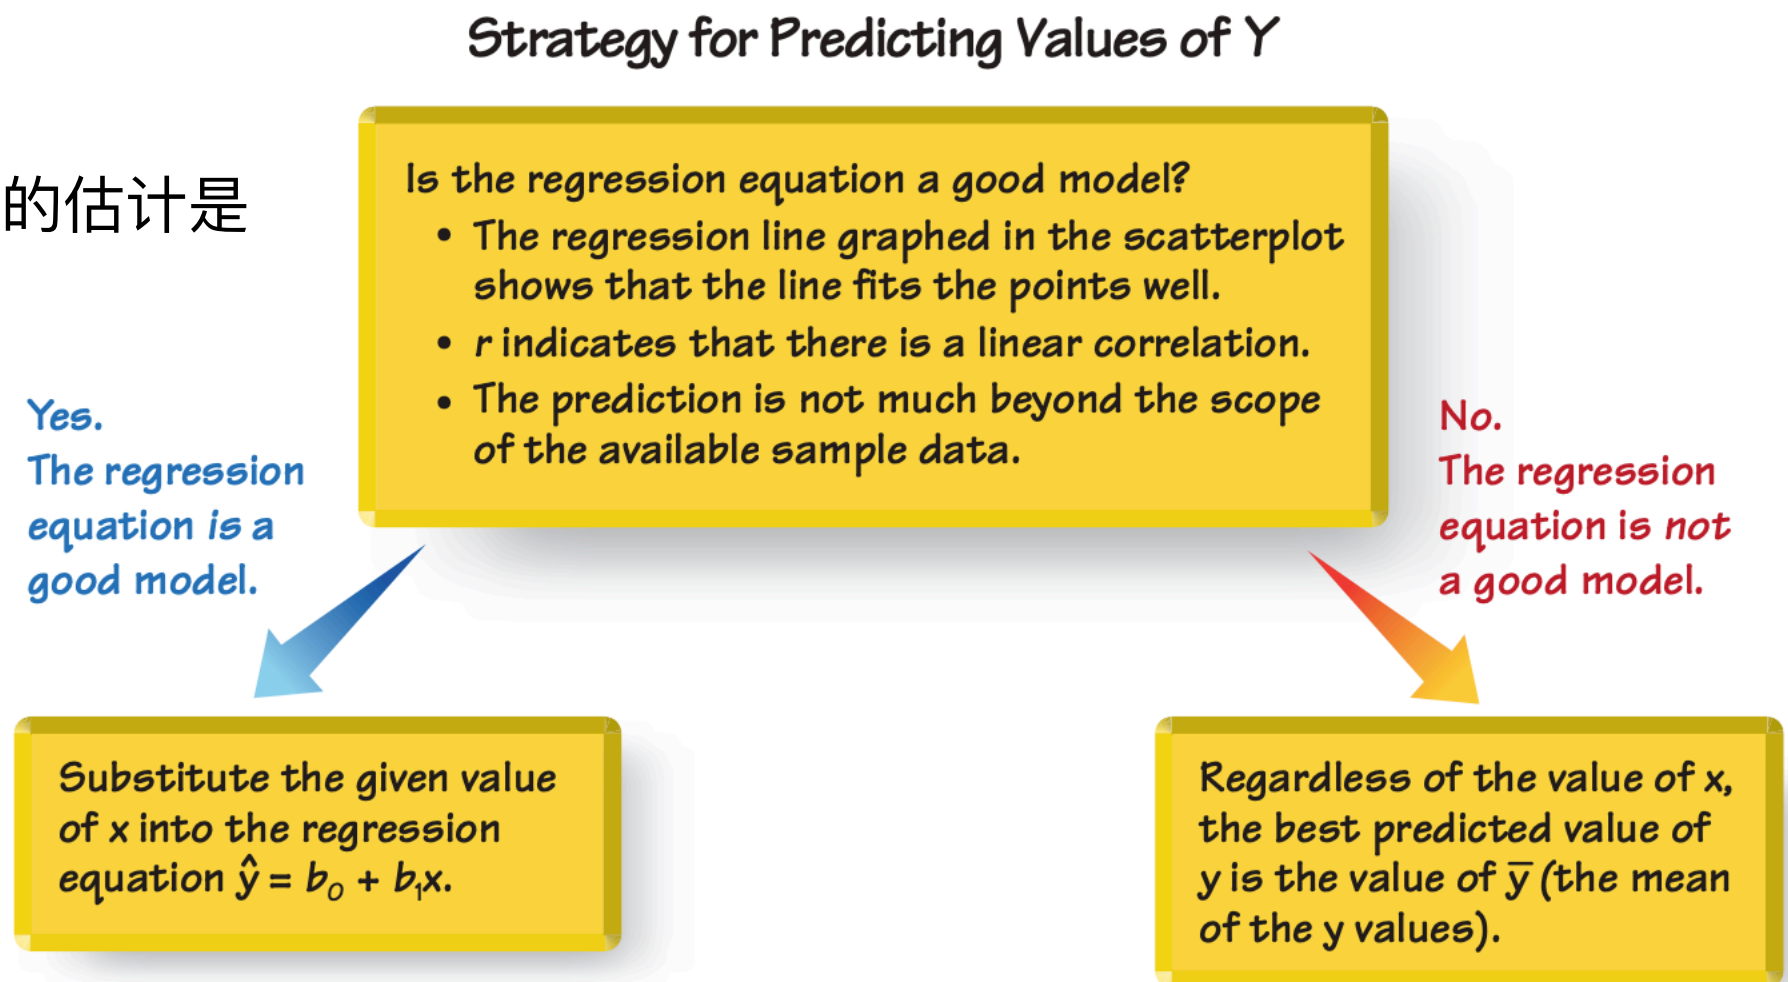 Strategy for Predicting Values of Y
的估计是
Is the regression equation a good model?
• The regression line graphed in the scatterplot
shows that the line fits the points well.
• r indicates that there is a linear correlation.
• The prediction is not much beyond the scope
of the available sample data.
Yes.
The regression
equation is a
good model.
No.
The regression
equation is not
a good model.
Substitute the given value
of x into the regression
equation ŷ = b₀ + b₁x.
Regardless of the value of x,
the best predicted value of
y is the value of y̅ (the mean
of the y values).